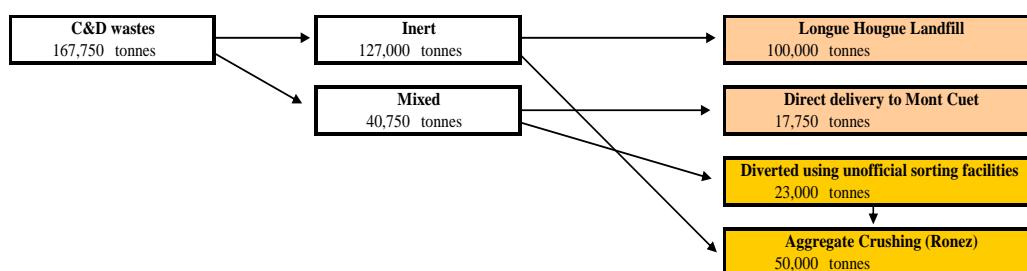 C&D wastes
167,750 tonnes
Inert
127,000 tonnes
Mixed
40,750 tonnes
Longue Hougue Landfill
100,000 tonnes
Direct delivery to Mont Cuet
17,750 tonnes
Diverted using unofficial sorting facilities
23,000 tonnes
Aggregate Crushing (Ronez)
50,000 tonnes